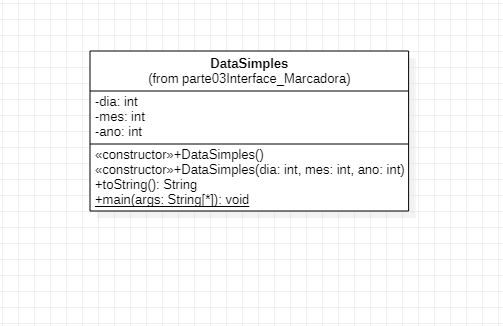 DataSimples
(from parte03Interface_Marcadora)
-dia: int
-mes: int
-ano: int
«constructor»+DataSimples()
«constructor»+DataSimples(dia: int, mes: int, ano: int)
+toString(): String
+main(args: String[*]): void